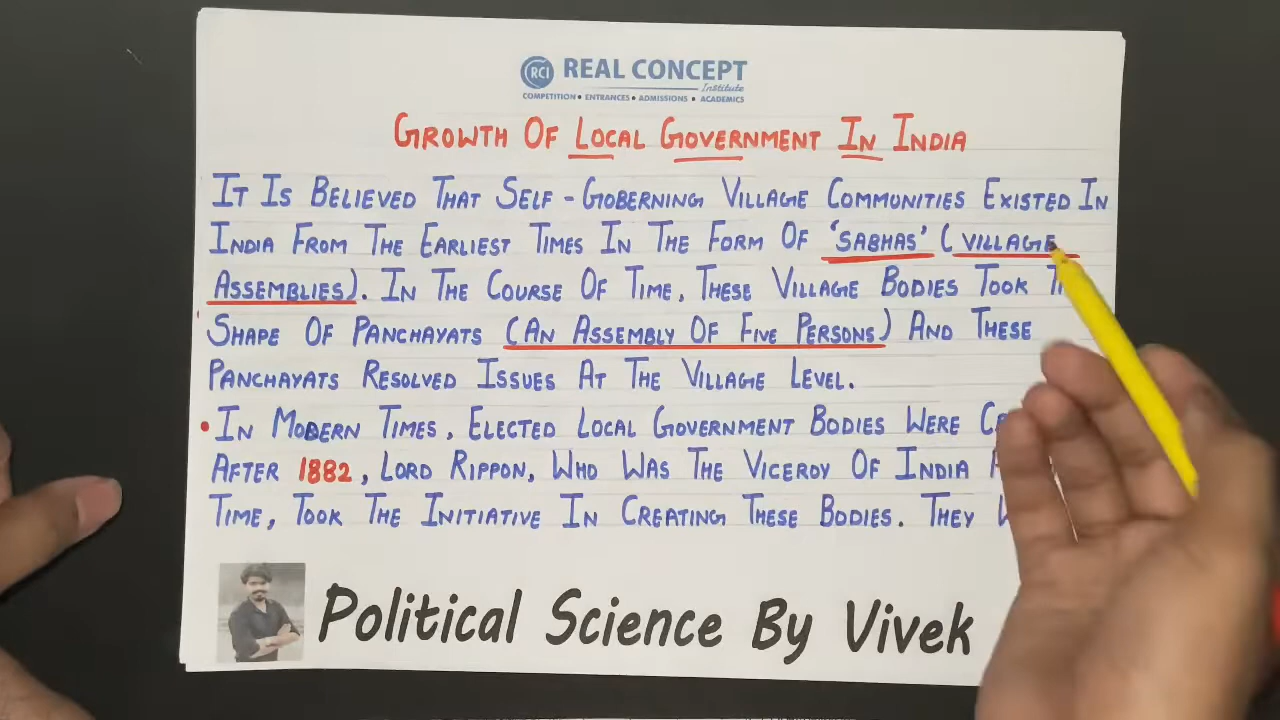 RCI REAL CONCEPT
Institute
COMPETITION • ENTRANCES • ADMISSIONS • ACADEMICS
GROWTH OF LOCAL GOVERNMENT IN INDIA
IT IS BELIEVED THAT SELF - GOBERNING VILLAGE COMMUNITIES EXISTED IN
INDIA FROM THE EARLIEST TIMES IN THE FORM OF 'SABHAS' (VILLAGE
ASSEMBLIES). IN THE COURSE OF TIME, THESE VILLAGE BODIES TOOK
SHAPE OF PANCHAYATS (AN ASSEMBLY OF FIVE PERSONS) AND THESE
PANCHAYATS RESOLVED ISSUES AT THE VILLAGE LEVEL.
• IN MODERN TIMES, ELECTED LOCAL GOVERNMENT BODIES WERE
AFTER 1882, LORD RIPPON, WHO WAS THE VICEROY OF INDIA
TIME, TOOK THE INITIATIVE IN CREATING THESE BODIES. THEY
Political Science By Vivek